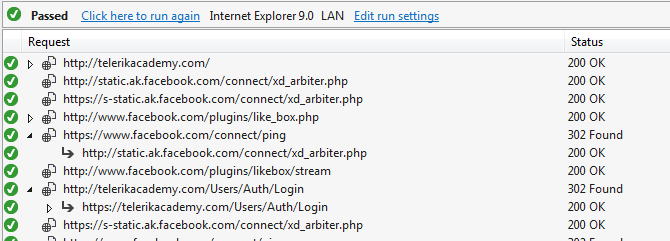 Passed Click here to run again Internet Explorer 9.0 LAN Edit run settings
Request Status
http://telerikacademy.com/ 200 OK
http://static.ak.facebook.com/connect/xd_arbiter.php 200 OK
https://s-static.ak.facebook.com/connect/xd_arbiter.php 200 OK
http://www.facebook.com/plugins/like_box.php 200 OK
https://www.facebook.com/connect/ping 302 Found
http://static.ak.facebook.com/connect/xd_arbiter.php 200 OK
http://www.facebook.com/plugins/likebox/stream 200 OK
http://telerikacademy.com/Users/Auth/Login 302 Found
https://telerikacademy.com/Users/Auth/Login 200 OK
https://s-static.ak.facebook.com/connect/xd_arbiter.php 200 OK